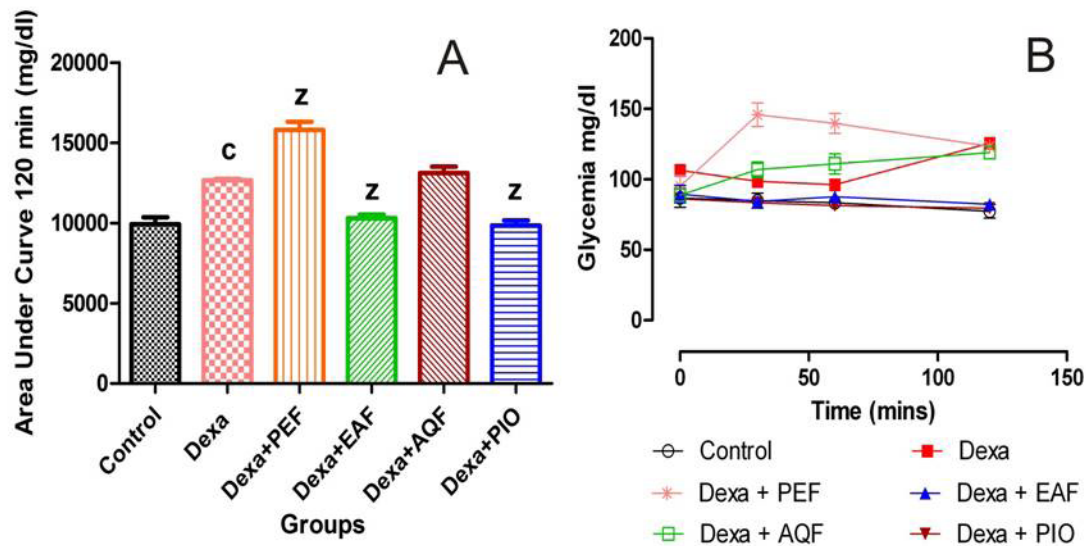 A
Area Under Curve 120 min (mg/dl)
20000
15000
10000
5000
0
c
z
z
z
Control
Dexa
Dexa+PEF
Dexa+EAF
Dexa+AQF
Dexa+PIO
Groups
B
Glycemia mg/dl
200
150
100
50
0
0
50
100
150
Time (mins)
Control
Dexa
Dexa + PEF
Dexa + EAF
Dexa + AQF
Dexa + PIO